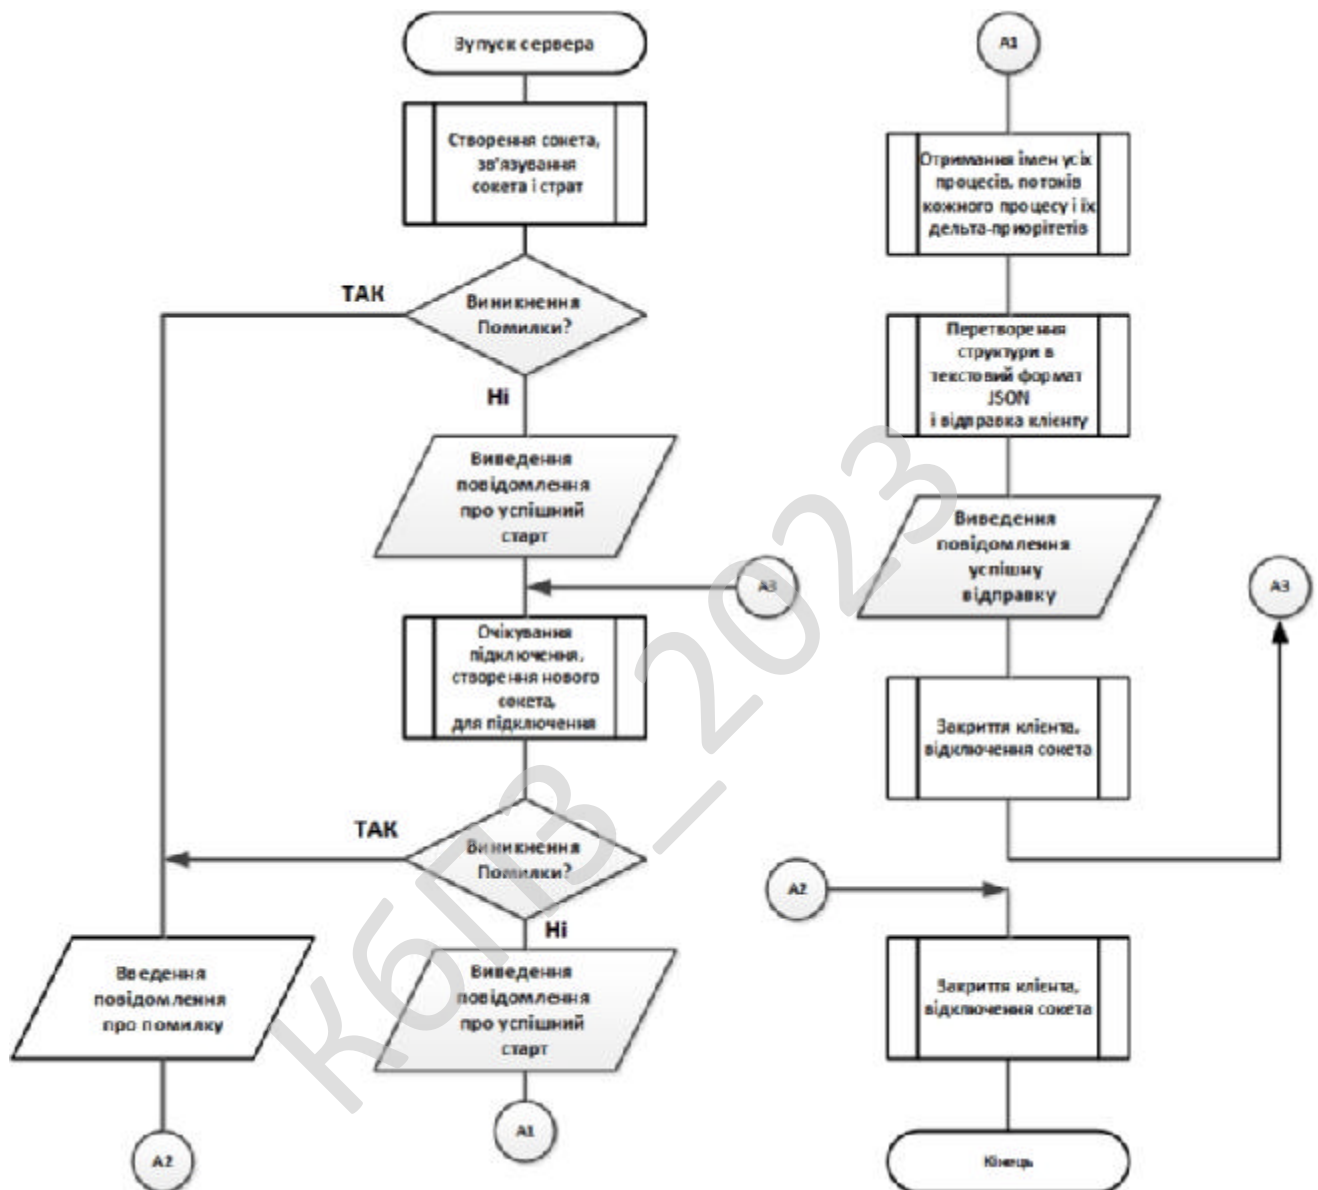 Зупуск сервера
Створення сокета,
зв'язування
сокета і страт
ТАК
Виникнення
Помилки?
Ні
Виведення
повідомлення
про успішний
старт
А3
Очікування
підключення,
створення нового
сокета,
для підключення
ТАК
Виникнення
Помилки?
Ні
Введення
повідомлення
про помилку
Виведення
повідомлення
про успішний
старт
А2
А1
А1
Отримання імен усіх
процесів, потоків
кожного процесу і їх
дельта-приорітетів
Перетворення
структури в
текстовий формат
JSON
і відправка клієнту
Виведення
повідомлення
успішну
відправку
А3
Закриття клієнта,
відключення сокета
А2
Закриття клієнта,
відключення сокета
Кінець
КбПЗ_2023